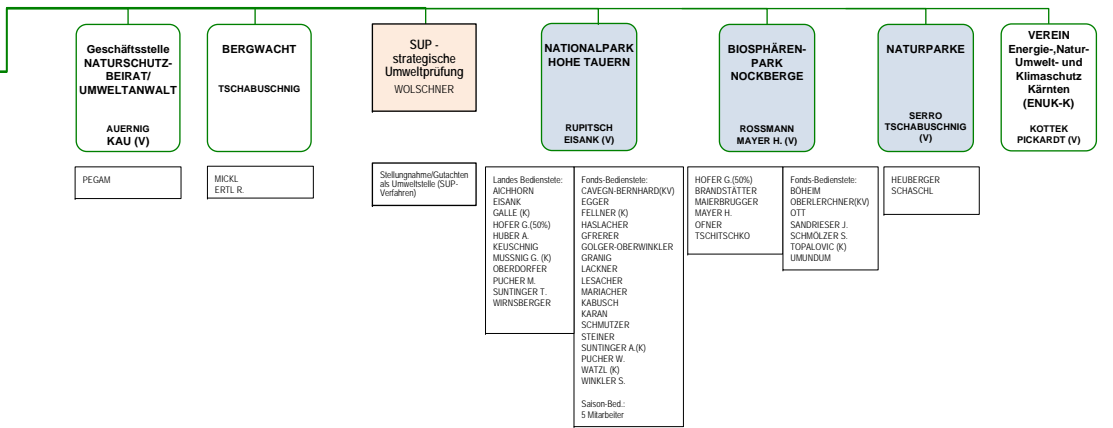 Geschäftsstelle
NATURSCHUTZ-
BEIRAT/
UMWELTANWALT
AUERNIG
KAU (V)
PEGAM
BERGWACHT
TSCHABUSCHNIG
MICKL
ERTL R.
SUP -
strategische
Umweltprüfung
WOLSCHNER
Stellungnahme/Gutachten
als Umweltstelle (SUP-
Verfahren)
NATIONALPARK
HOHE TAUERN
RUPITSCH
EISANK (V)
Landes Bedienstete:
AICHHORN
EISANK
GALLE (K)
HOFER G.(50%)
HUBER A.
KEUSCHNIG
MUSSNIG G. (K)
OBERDORFER
PUCHER M.
SUNTINGER T.
WIRNSBERGER
Fonds-Bedienstete:
CAVEGN-BERNHARD(KV)
EGGER
FELLNER (K)
HASLACHER
GFRERER
GOLGER-OBERWINKLER
GRANIG
LACKNER
LESACHER
MARIACHER
KABUSCH
KARAN
SCHMUTZER
STEINER
SUNTINGER A.(K)
PUCHER W.
WATZL (K)
WINKLER S.
Saison-Bed.:
5 Mitarbeiter
BIOSPHÄREN-
PARK
NOCKBERGE
ROSSMANN
MAYER H. (V)
HOFER G.(50%)
BRANDSTÄTTER
MAIERBRUGGER
MAYER H.
OFNER
TSCHITSCHKO
Fonds-Bedienstete:
BÖHEIM
OBERLERCHNER(KV)
OTT
SANDRIESER J.
SCHMÖLZER S.
TOPALOVIC (K)
UMUNDUM
NATURPARKE
SERRO
TSCHABUSCHNIG
(V)
HEUBERGER
SCHASCHL
VEREIN
Energie-,Natur-
Umwelt- und
Klimaschutz
Kärnten
(ENUK-K)
KOTTEK
PICKARDT (V)